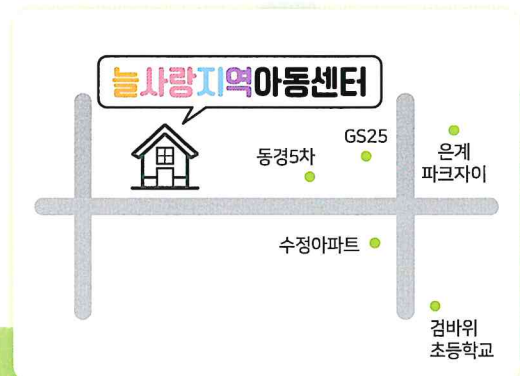 늘사랑지역아동센터
GS25
동경5차
은계
파크자이
수정아파트
검바위
초등학교